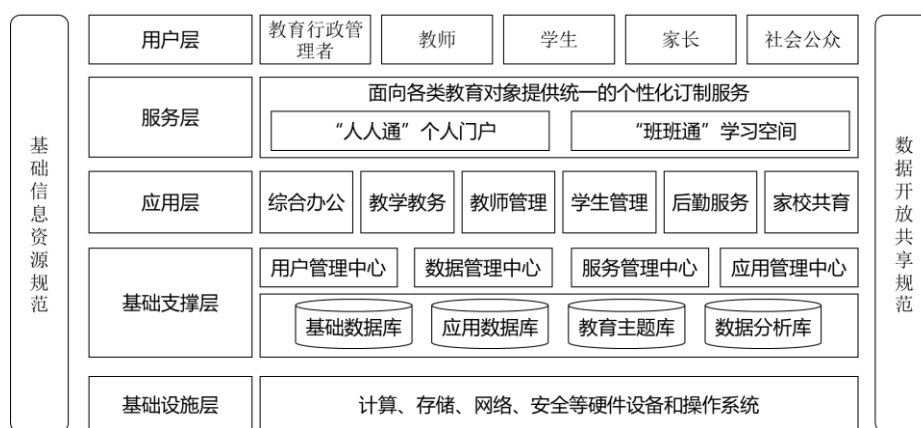 基础信息资源规范
用户层
教育行政管
理者
教师
学生
家长
社会公众
服务层
面向各类教育对象提供统一的个性化订制服务
“人人通”个人门户
“班班通”学习空间
应用层
综合办公
教学教务
教师管理
学生管理
后勤服务
家校共育
基础支撑层
用户管理中心
数据管理中心
服务管理中心
应用管理中心
基础数据库
应用数据库
教育主题库
数据分析库
基础设施层
计算、存储、网络、安全等硬件设备和操作系统
数据开放共享规范